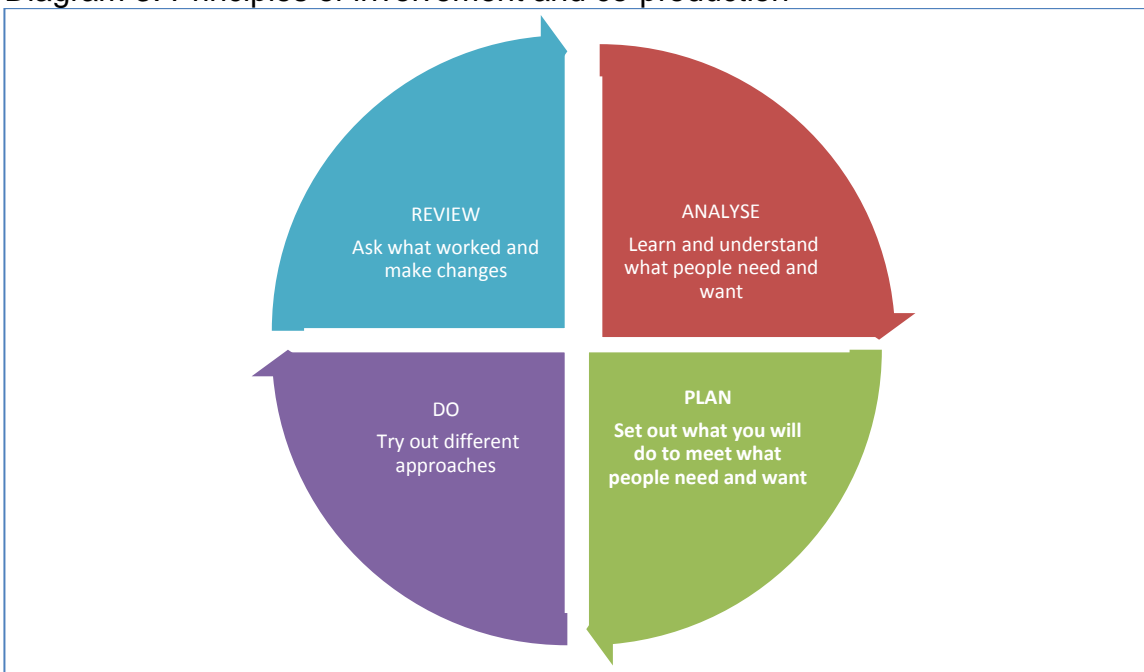 REVIEW
Ask what worked and
make changes
ANALYSE
Learn and understand
what people need and
want
DO
Try out different
approaches
PLAN
Set out what you will
do to meet what
people need and want